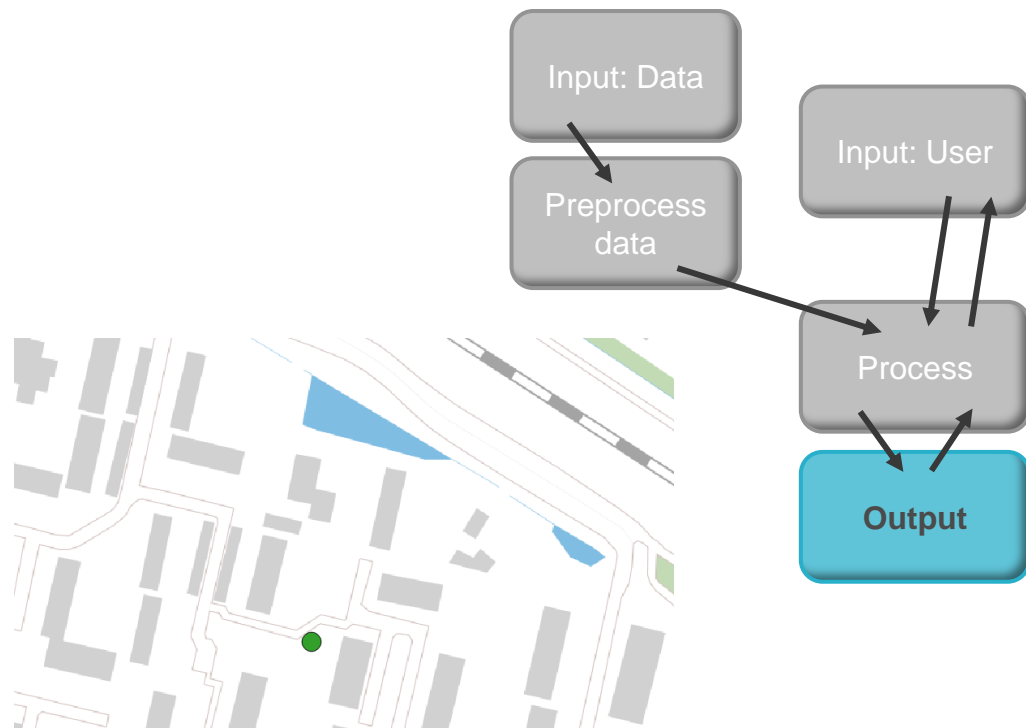 Input: Data
Input: User
Preprocess
data
Process
Output